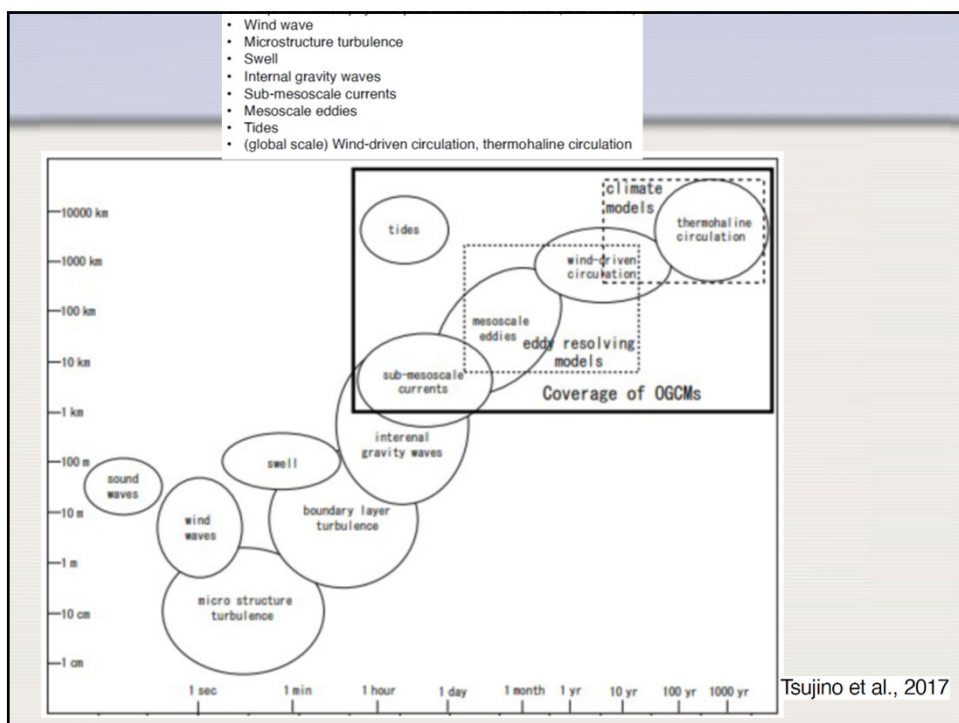 • Wind wave
• Microstructure turbulence
• Swell
• Internal gravity waves
• Sub-mesoscale currents
• Mesoscale eddies
• Tides
• (global scale) Wind-driven circulation, thermohaline circulation
10000 km
1000 km
100 km
10 km
1 km
100 m
10 m
1 m
10 cm
1 cm
tides
climate
models
thermohaline
circulation
wind-driven
circulation
mesoscale
eddies
eddy resolving
models
sub-mesoscale
currents
Coverage of OGCMs
interenal
gravity waves
swell
sound
waves
boundary layer
turbulence
wind
waves
micro structure
turbulence
1 sec
1 min
1 hour
1 day
1 month
1 yr
10 yr
100 yr
1000 yr
Tsujino et al., 2017